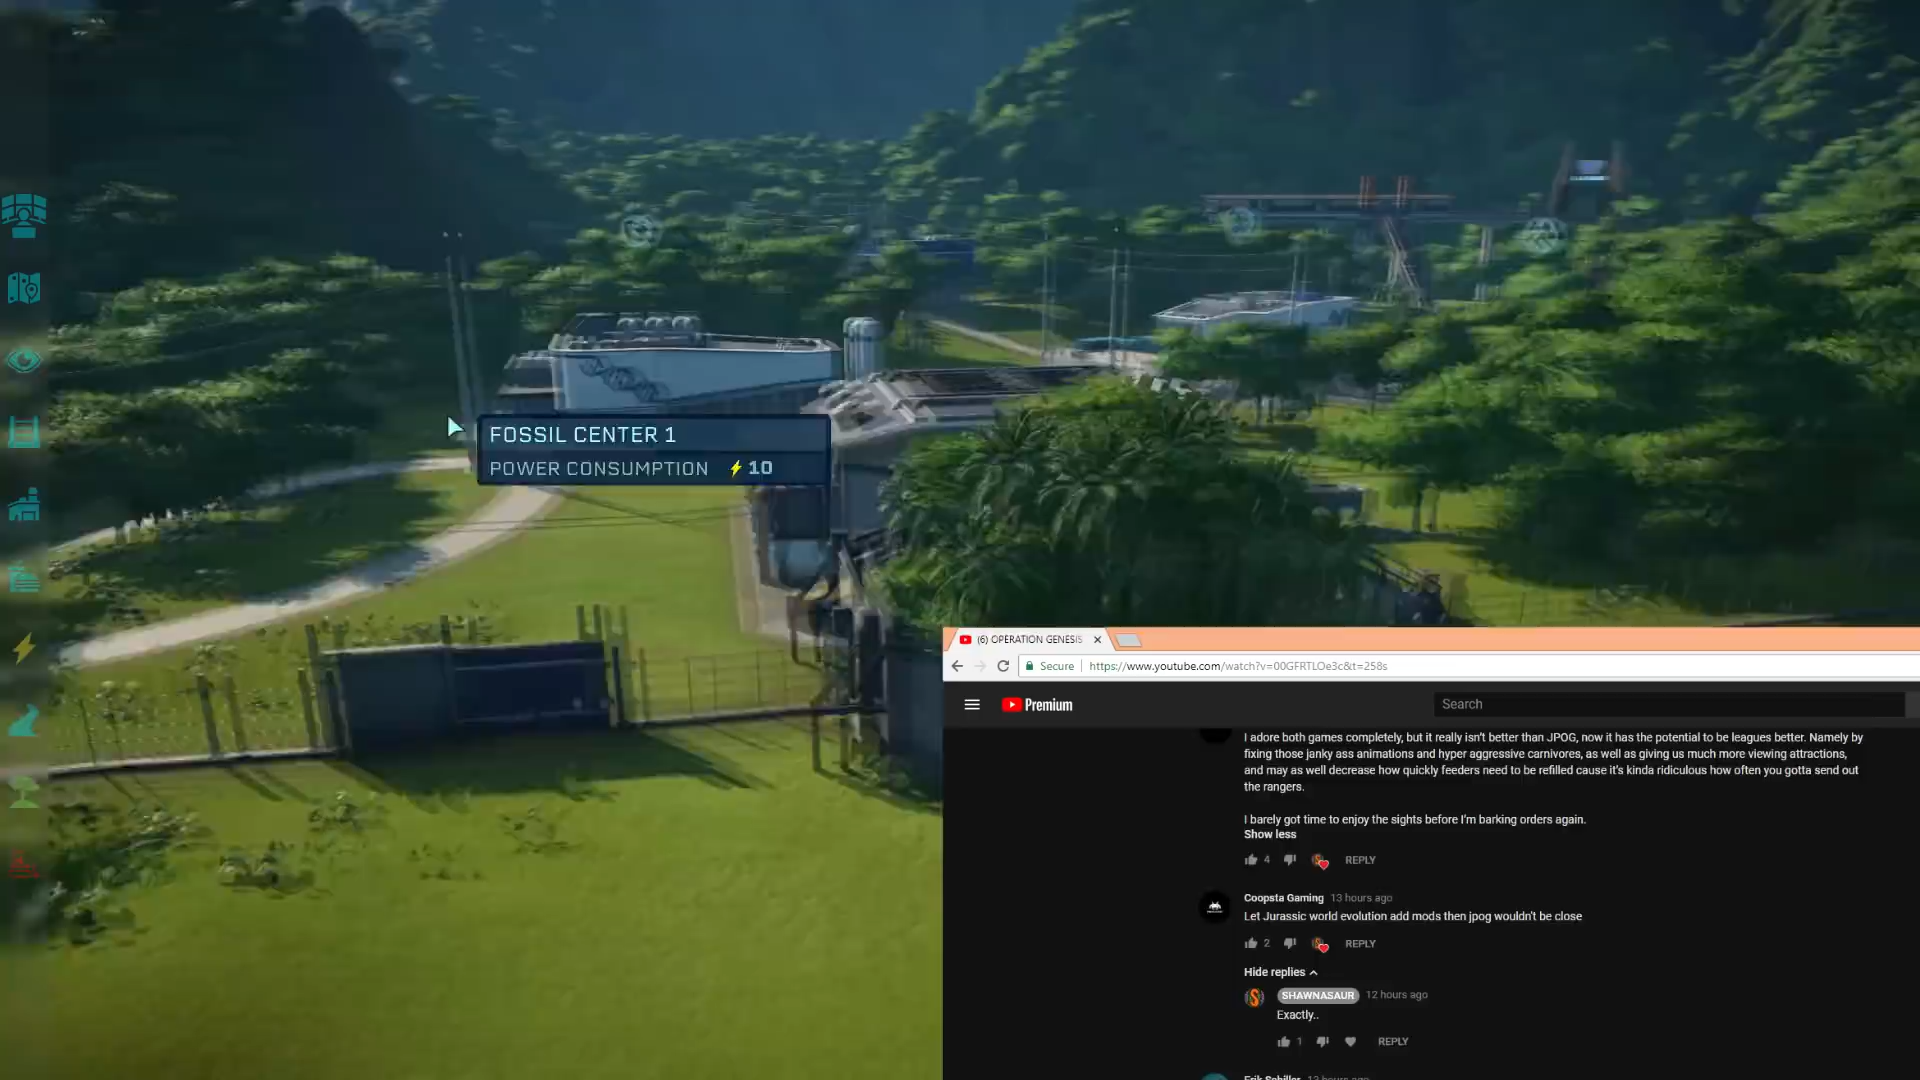 FOSSIL CENTER 1
POWER CONSUMPTION 10
(6) OPERATION GENESIS
Secure https://www.youtube.com/watch?v=00GFRTLOe3c&t=258s
Premium
Search
I adore both games completely, but it really isn't better than JPOG, now it has the potential to be leagues better. Namely by
fixing those janky ass animations and hyper aggressive carnivores, as well as giving us much more viewing attractions,
and may as well decrease how quickly feeders need to be refilled cause it's kinda ridiculous how often you gotta send out
the rangers.
I barely got time to enjoy the sights before I'm barking orders again.
Show less
4 REPLY
Coopsta Gaming 13 hours ago
Let Jurassic world evolution add mods then jpog wouldn't be close
2 REPLY
Hide replies
SHAWNASAUR 12 hours ago
Exactly..
1 REPLY
Erik Schiller 13 hours ago